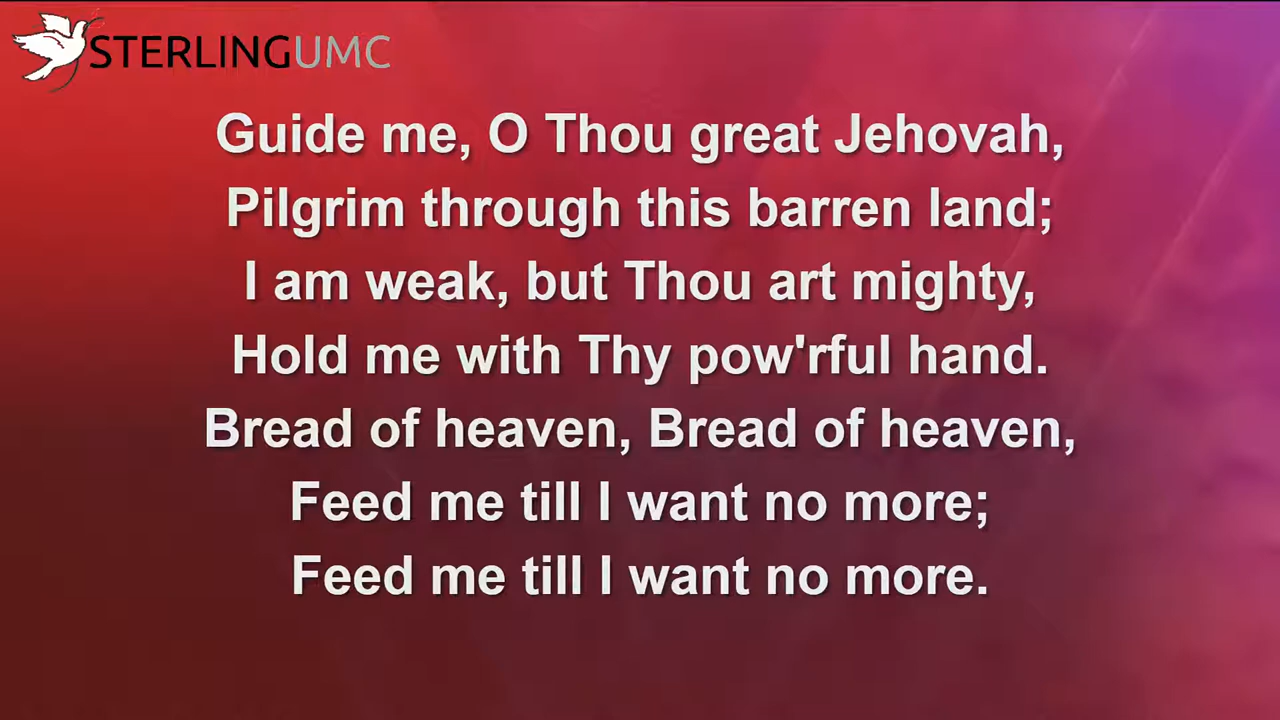 STERLINGUMC
Guide me, O Thou great Jehovah,
Pilgrim through this barren land;
I am weak, but Thou art mighty,
Hold me with Thy pow'rful hand.
Bread of heaven, Bread of heaven,
Feed me till I want no more;
Feed me till I want no more.